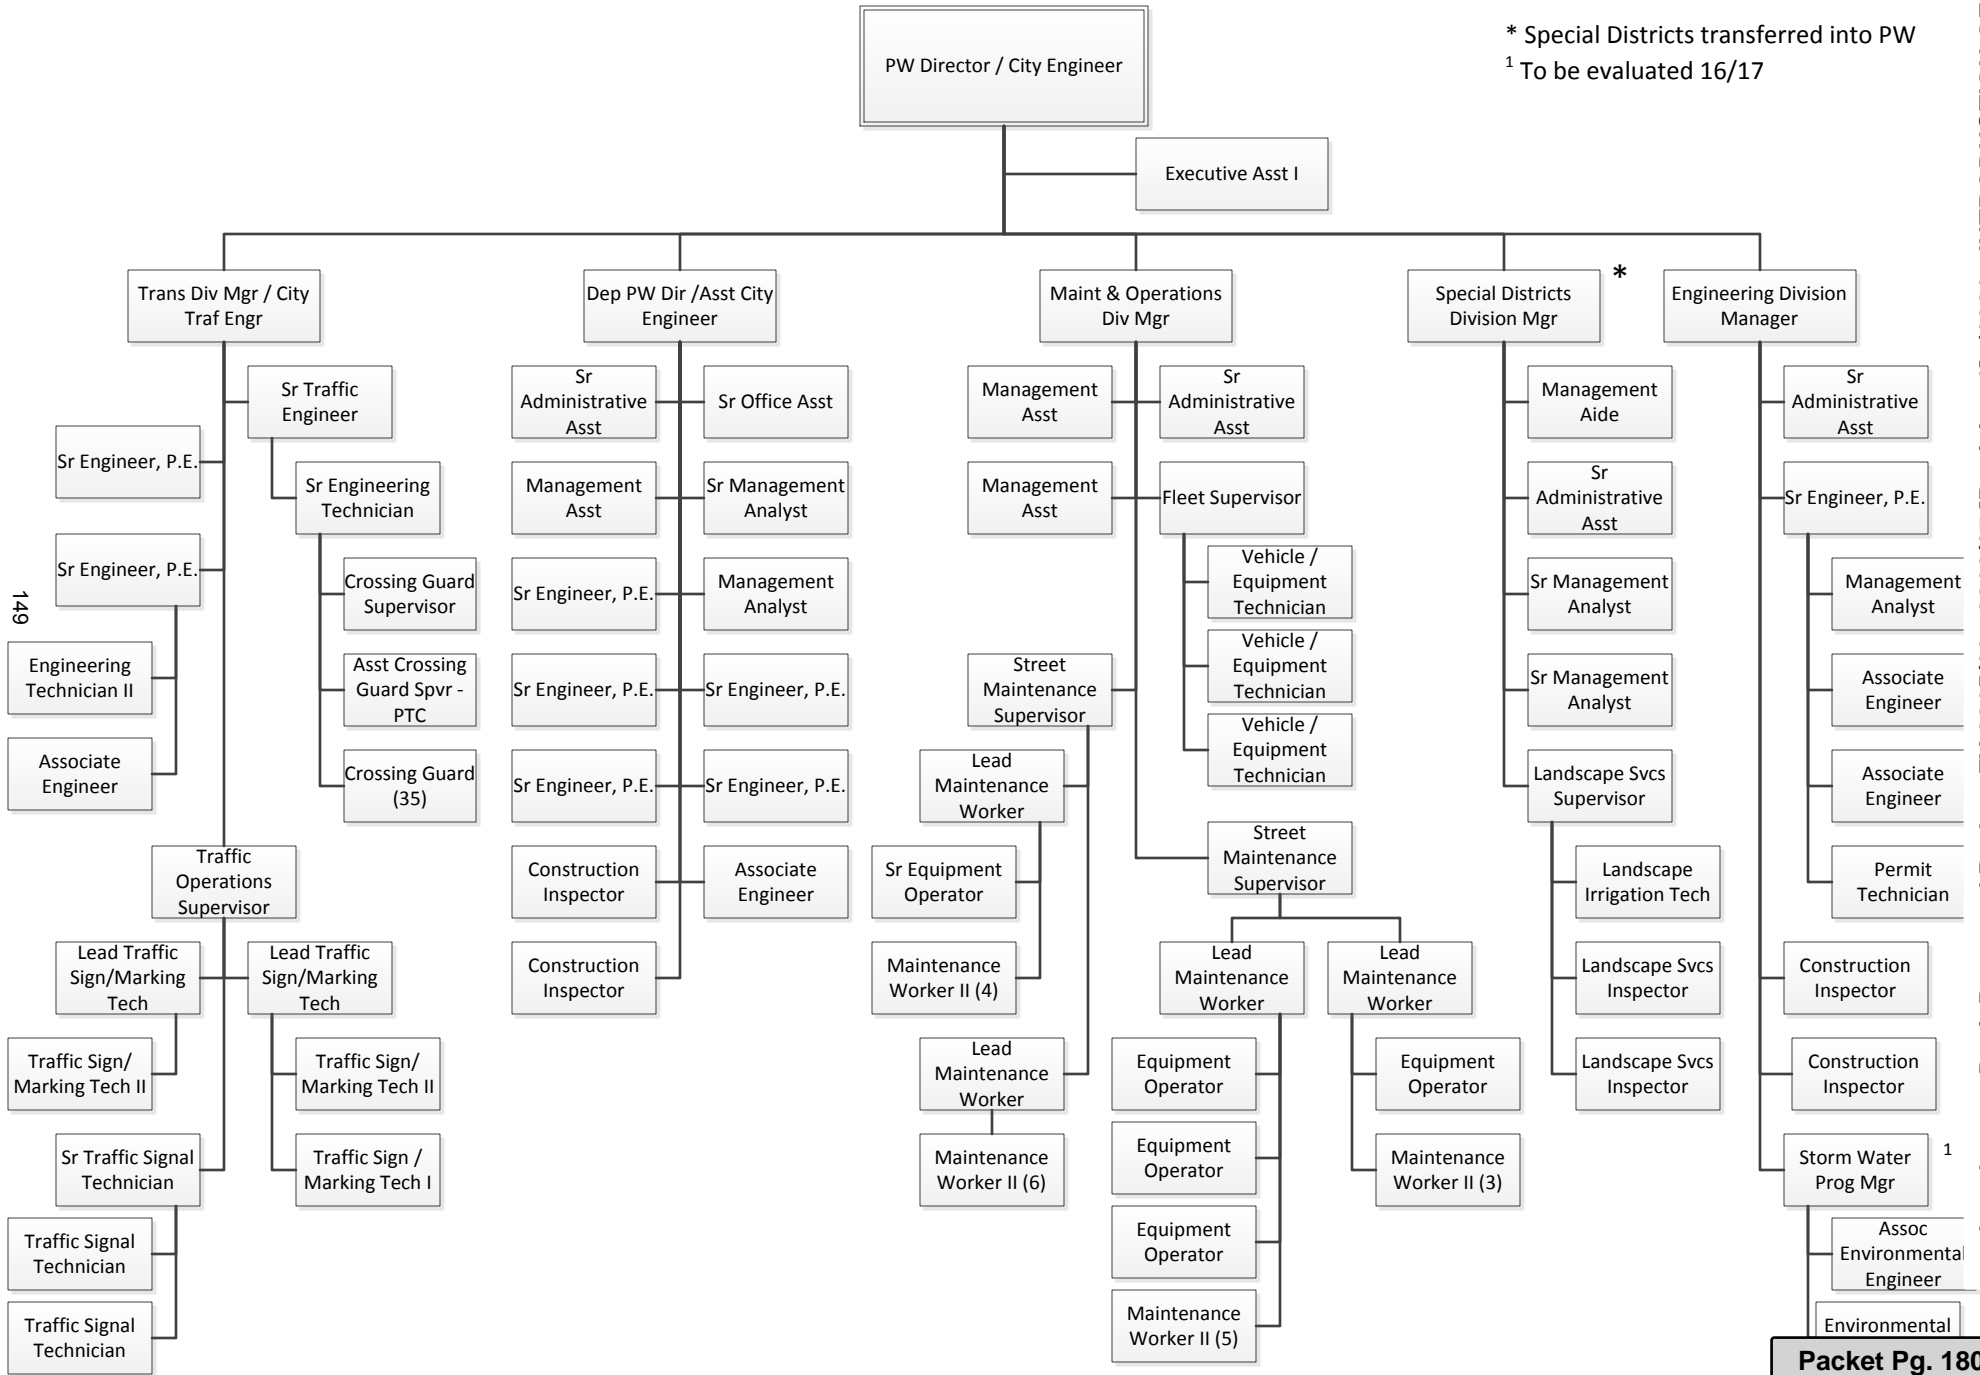 PW Director / City Engineer
* Special Districts transferred into PW
1 To be evaluated 16/17
Executive Asst I
Trans Div Mgr / City
Traf Engr
Dep PW Dir /Asst City
Engineer
Maint & Operations
Div Mgr
Special Districts
Division Mgr
*
Engineering Division
Manager
Sr Traffic
Engineer
Sr Engineer, P.E.
Sr Engineering
Technician
Sr Engineer, P.E.
Crossing Guard
Supervisor
Engineering
Technician II
Asst Crossing
Guard Spvr -
PTC
Associate
Engineer
Crossing Guard
(35)
Traffic
Operations
Supervisor
Lead Traffic
Sign/Marking
Tech
Lead Traffic
Sign/Marking
Tech
Traffic Sign/
Marking Tech II
Traffic Sign/
Marking Tech II
Sr Traffic Signal
Technician
Traffic Sign /
Marking Tech I
Traffic Signal
Technician
Traffic Signal
Technician
149
Sr
Administrative
Asst
Sr Office Asst
Management
Asst
Sr Management
Analyst
Sr Engineer, P.E.
Management
Analyst
Sr Engineer, P.E.
Sr Engineer, P.E.
Sr Engineer, P.E.
Sr Engineer, P.E.
Construction
Inspector
Associate
Engineer
Construction
Inspector
Management
Asst
Sr
Administrative
Asst
Management
Asst
Fleet Supervisor
Vehicle /
Equipment
Technician
Vehicle /
Equipment
Technician
Vehicle /
Equipment
Technician
Street
Maintenance
Supervisor
Lead
Maintenance
Worker
Sr Equipment
Operator
Maintenance
Worker II (4)
Lead
Maintenance
Worker
Maintenance
Worker II (6)
Street
Maintenance
Supervisor
Lead
Maintenance
Worker
Lead
Maintenance
Worker
Equipment
Operator
Equipment
Operator
Equipment
Operator
Maintenance
Worker II (5)
Equipment
Operator
Maintenance
Worker II (3)
Management
Aide
Sr
Administrative
Asst
Sr Management
Analyst
Sr Management
Analyst
Landscape Svcs
Supervisor
Landscape
Irrigation Tech
Landscape Svcs
Inspector
Landscape Svcs
Inspector
Sr
Administrative
Asst
Sr Engineer, P.E.
Management
Analyst
Associate
Engineer
Associate
Engineer
Permit
Technician
Construction
Inspector
Construction
Inspector
Storm Water
Prog Mgr
1
Assoc
Environmental
Engineer
Environmental
Packet Pg. 180